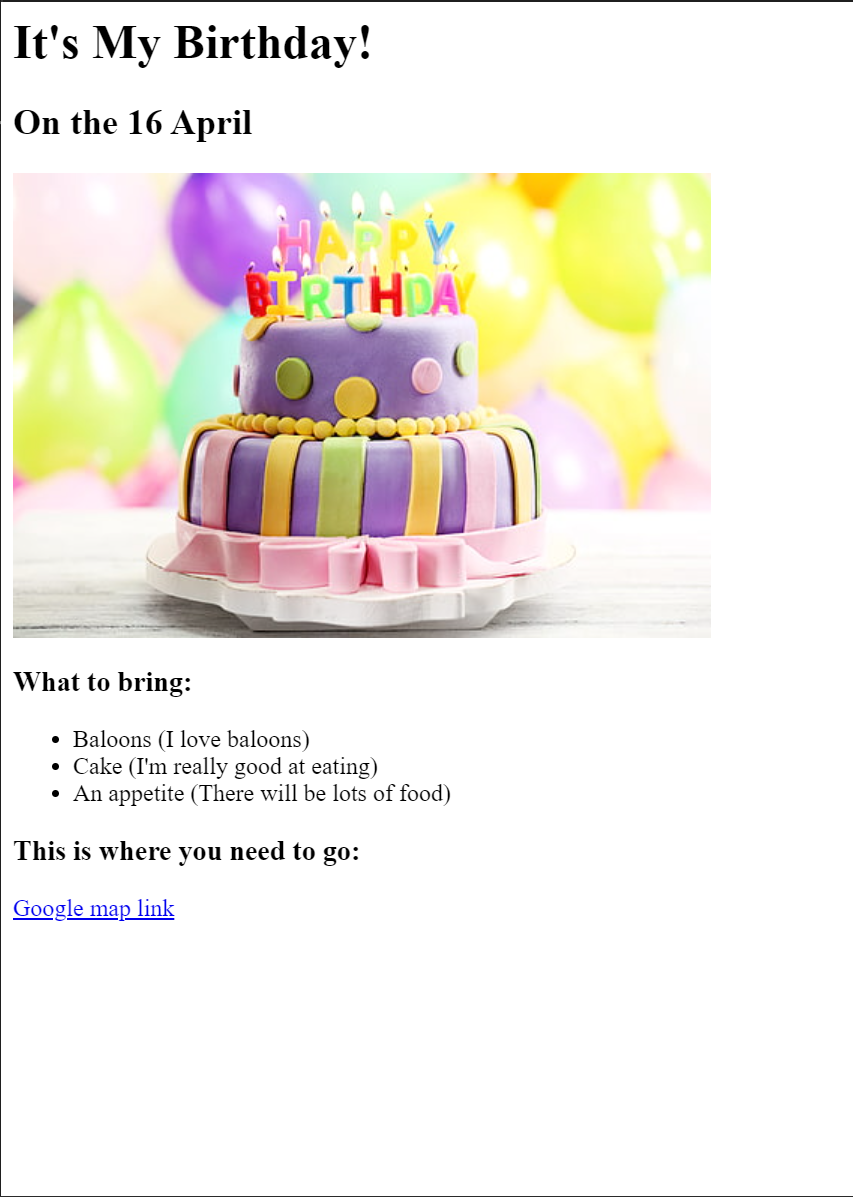 It's My Birthday!
On the 16 April
HAPPY
BIRTHDAY
What to bring:
Baloons (I love baloons)
Cake (I'm really good at eating)
An appetite (There will be lots of food)
This is where you need to go:
Google map link